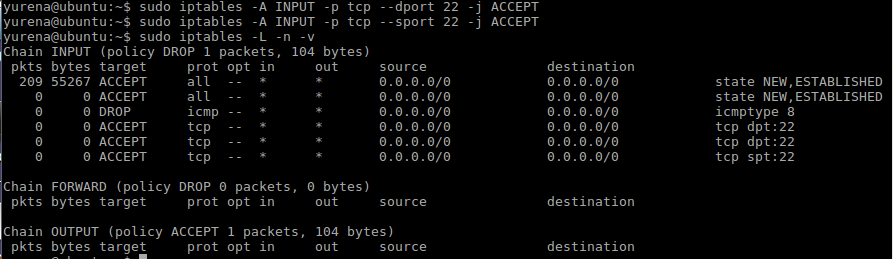 yurena@ubuntu:~$ sudo iptables -A INPUT -p tcp --dport 22 -j ACCEPT
yurena@ubuntu:~$ sudo iptables -A INPUT -p tcp --sport 22 -j ACCEPT
yurena@ubuntu:~$ sudo iptables -L -n -v
Chain INPUT (policy DROP 1 packets, 104 bytes)
pkts bytes target prot opt in out source destination
209 55267 ACCEPT all -- * * 0.0.0.0/0 0.0.0.0/0 state NEW,ESTABLISHED
0 0 ACCEPT all -- * * 0.0.0.0/0 0.0.0.0/0 state NEW,ESTABLISHED
0 0 DROP icmp -- * * 0.0.0.0/0 0.0.0.0/0 icmptype 8
0 0 ACCEPT tcp -- * * 0.0.0.0/0 0.0.0.0/0 tcp dpt:22
0 0 ACCEPT tcp -- * * 0.0.0.0/0 0.0.0.0/0 tcp dpt:22
0 0 ACCEPT tcp -- * * 0.0.0.0/0 0.0.0.0/0 tcp spt:22
Chain FORWARD (policy DROP 0 packets, 0 bytes)
pkts bytes target prot opt in out source destination
Chain OUTPUT (policy ACCEPT 1 packets, 104 bytes)
pkts bytes target prot opt in out source destination